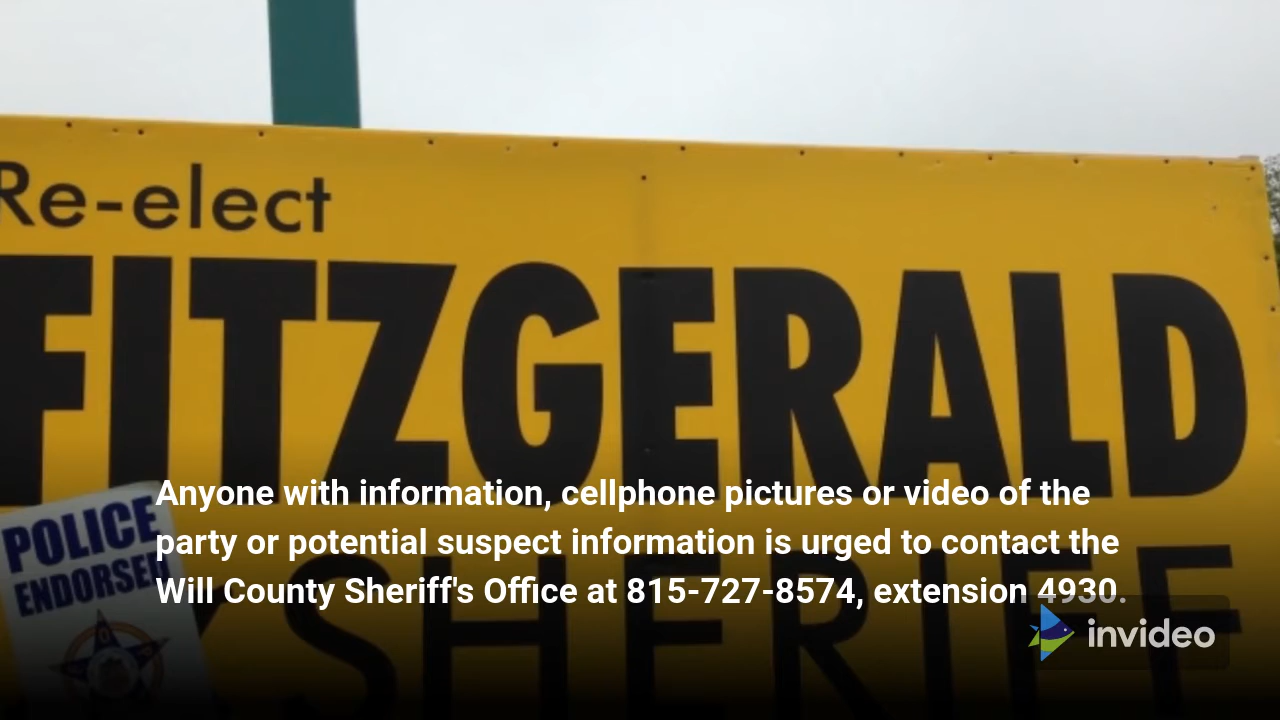 Re-elect
FITZGERALD
POLICE
ENDORSED
SHERIFF
Anyone with information, cellphone pictures or video of the
party or potential suspect information is urged to contact the
Will County Sheriff's Office at 815-727-8574, extension 4930.
invideo